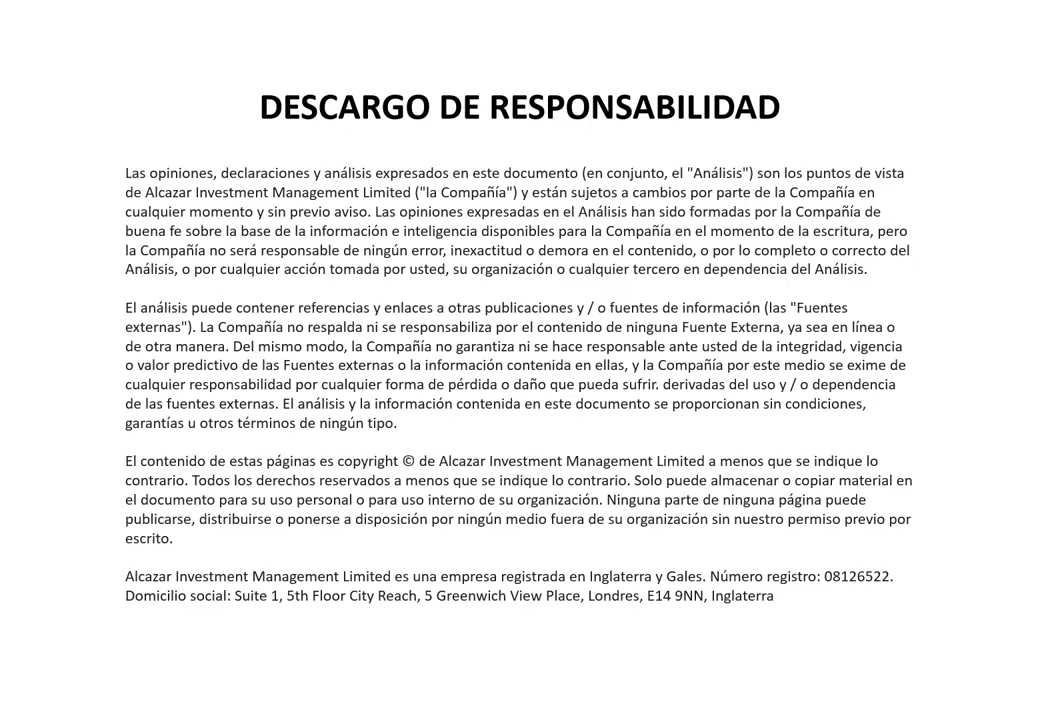 DESCARGO DE RESPONSABILIDAD
Las opiniones, declaraciones y análisis expresados en este documento (en conjunto, el "Análisis") son los puntos de vista
de Alcazar Investment Management Limited ("la Compañía") y están sujetos a cambios por parte de la Compañía en
cualquier momento y sin previo aviso. Las opiniones expresadas en el Análisis han sido formadas por la Compañía de
buena fe sobre la base de la información e inteligencia disponibles para la Compañía en el momento de la escritura, pero
la Compañía no será responsable de ningún error, inexactitud o demora en el contenido, o por lo completo o correcto del
Análisis, o por cualquier acción tomada por usted, su organización o cualquier tercero en dependencia del Análisis.
El análisis puede contener referencias y enlaces a otras publicaciones y / o fuentes de información (las "Fuentes
externas"). La Compañía no respalda ni se responsabiliza por el contenido de ninguna Fuente Externa, ya sea en línea o
de otra manera. Del mismo modo, la Compañía no garantiza ni se hace responsable ante usted de la integridad, vigencia
o valor predictivo de las Fuentes externas o la información contenida en ellas, y la Compañía por este medio se exime de
cualquier responsabilidad por cualquier forma de pérdida o daño que pueda sufrir. derivadas del uso y / o dependencia
de las fuentes externas. El análisis y la información contenida en este documento se proporcionan sin condiciones,
garantías u otros términos de ningún tipo.
El contenido de estas páginas es copyright © de Alcazar Investment Management Limited a menos que se indique lo
contrario. Todos los derechos reservados a menos que se indique lo contrario. Solo puede almacenar o copiar material en
el documento para su uso personal o para uso interno de su organización. Ninguna parte de ninguna página puede
publicarse, distribuirse o ponerse a disposición por ningún medio fuera de su organización sin nuestro permiso previo por
escrito.
Alcazar Investment Management Limited es una empresa registrada en Inglaterra y Gales. Número registro: 08126522.
Domicilio social: Suite 1, 5th Floor City Reach, 5 Greenwich View Place, Londres, E14 9NN, Inglaterra